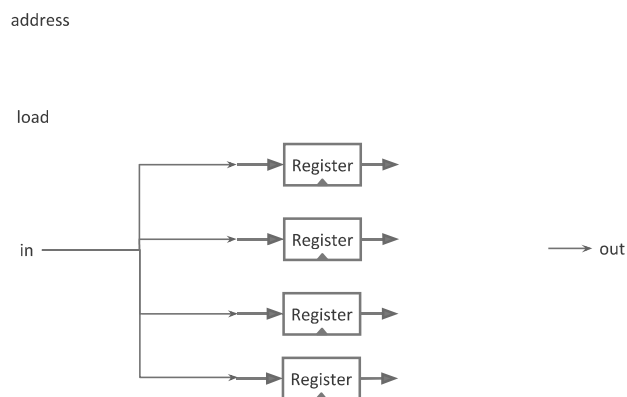 address
load
Register
Register
in
out
Register
Register